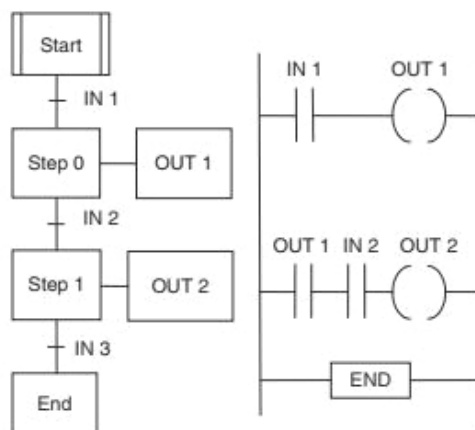 Start
IN 1
Step 0
OUT 1
IN 2
Step 1
OUT 2
IN 3
End
IN 1 OUT 1
OUT 1 IN 2 OUT 2
END